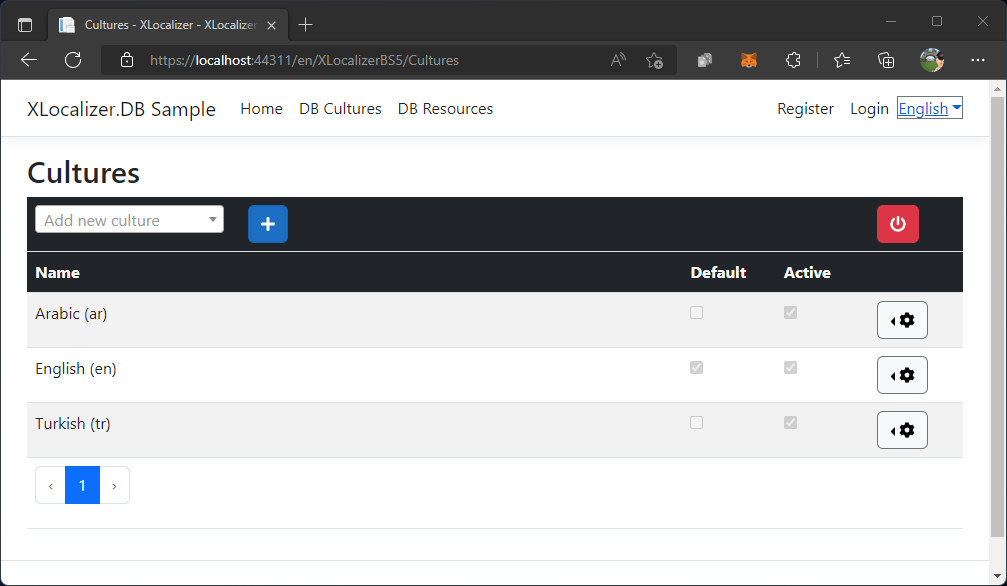 Cultures - XLocalizer - XLocalizer
https://localhost:44311/en/XLocalizerBS5/Cultures
XLocalizer.DB Sample Home DB Cultures DB Resources Register Login English
Cultures
Add new culture
Name Default Active
Arabic (ar)
English (en)
Turkish (tr)
‹ 1 ›